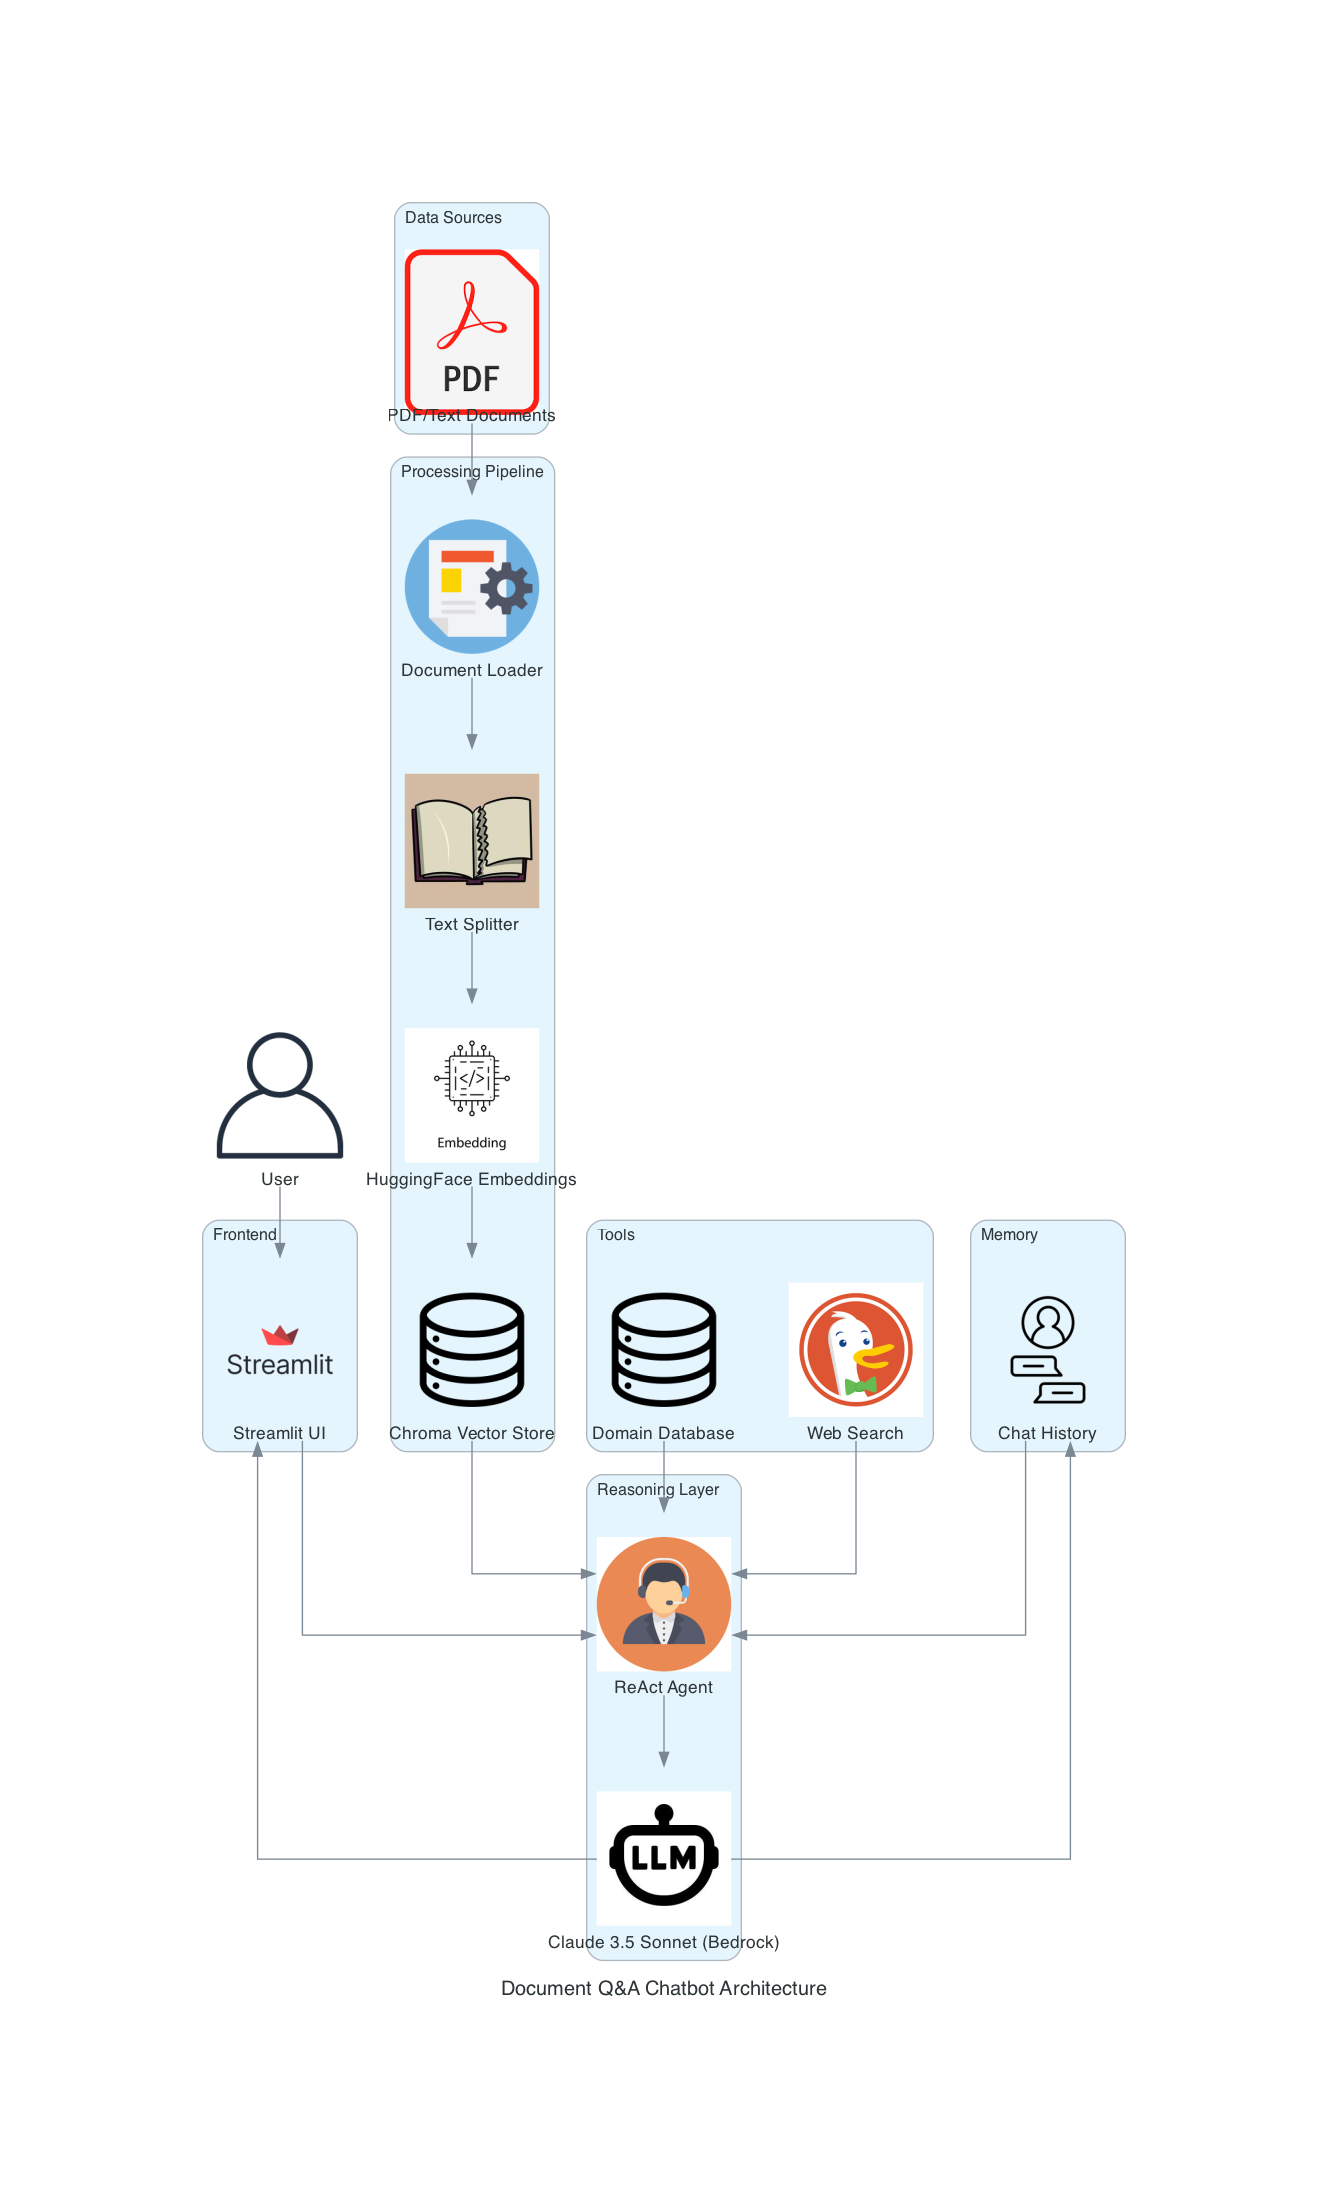 Data Sources
PDF
PDF/Text Documents
Processing Pipeline
Document Loader
Text Splitter
</>
Embedding
User
HuggingFace Embeddings
Frontend
Tools
Memory
Streamlit
Streamlit UI
Chroma Vector Store
Domain Database
Web Search
Chat History
Reasoning Layer
ReAct Agent
LLM
Claude 3.5 Sonnet (Bedrock)
Document Q&A Chatbot Architecture